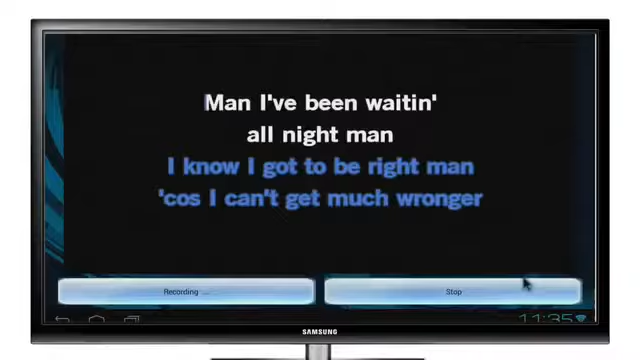 Man I've been waitin'
all night man
I know I got to be right man
'cos I can't get much wronger
Recording ......
Stop
11:35
SAMSUNG